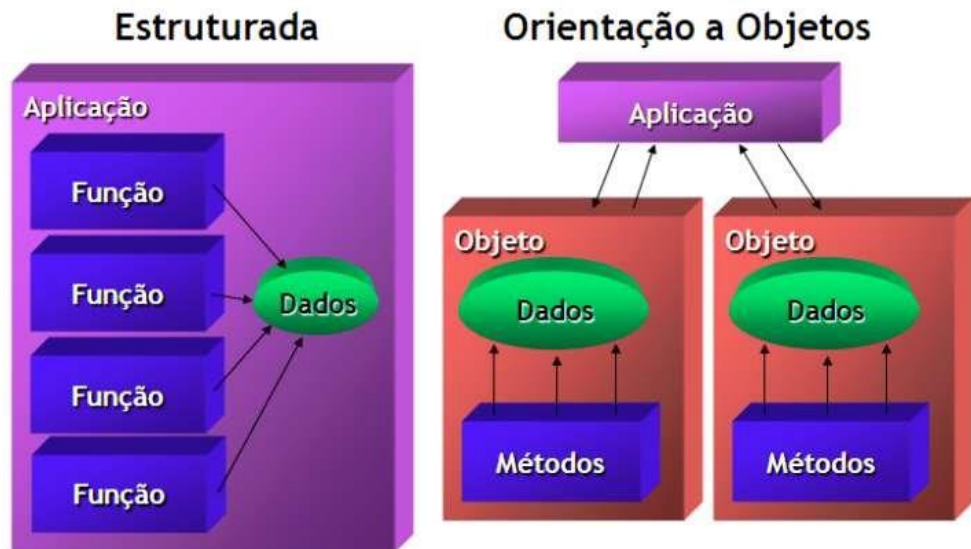 Estruturada
Aplicação
Função
Função
Função
Função
Dados
Orientação a Objetos
Aplicação
Objeto
Dados
Métodos
Objeto
Dados
Métodos